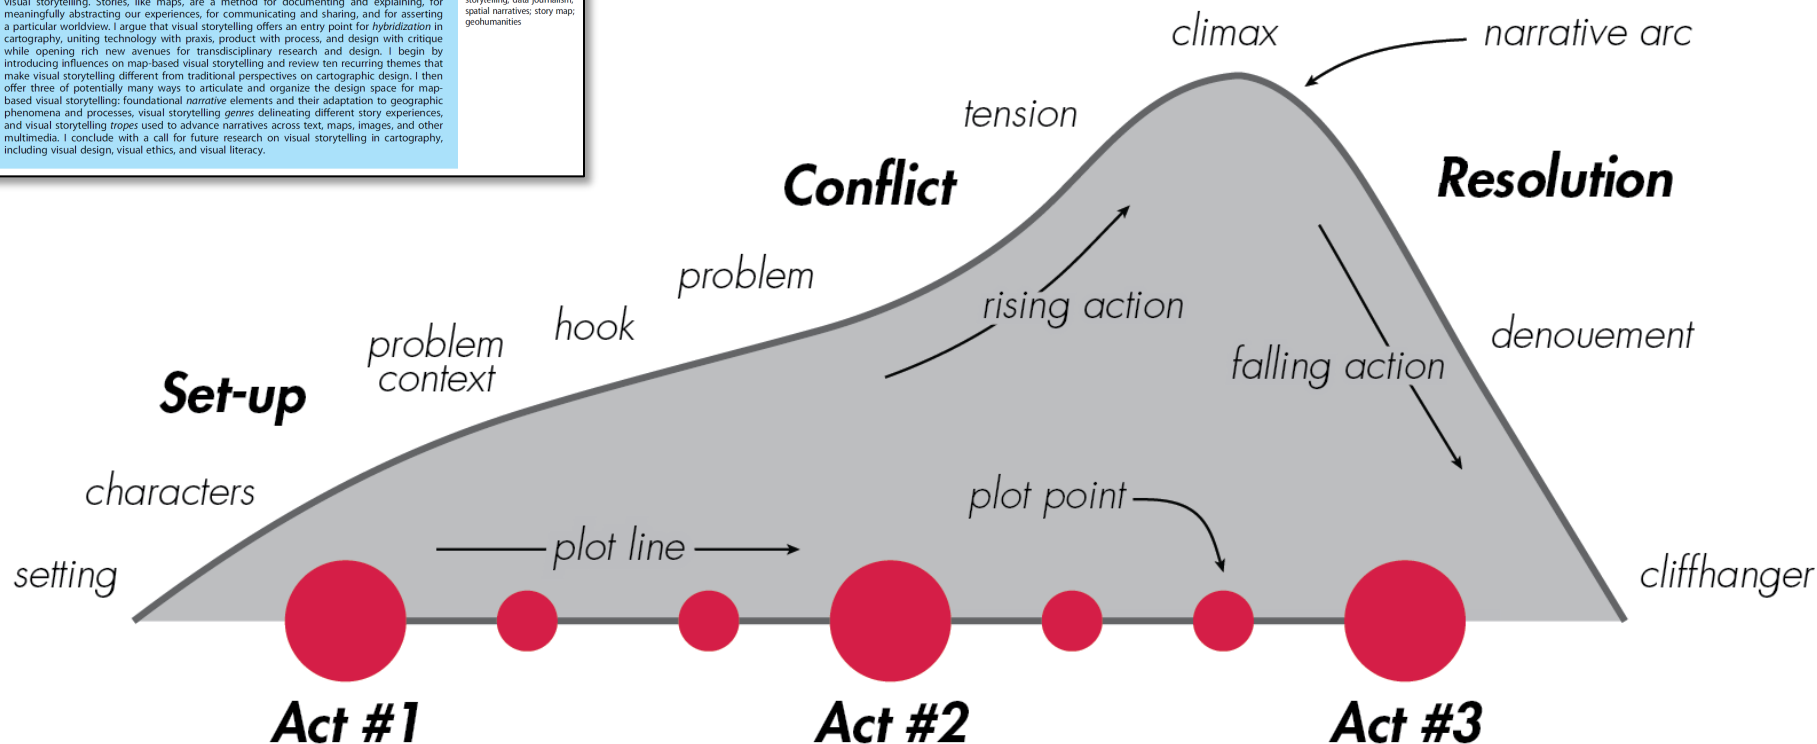 visual storytelling. Stories, like maps, are a method for documenting and explaining, for
meaningfully abstracting our experiences, for communicating and sharing, and for asserting
a particular worldview. I argue that visual storytelling offers an entry point for hybridization in
cartography, uniting technology with praxis, product with process, and design with critique
while opening rich new avenues for transdisciplinary research and design. I begin by
introducing influences on map-based visual storytelling and review ten recurring themes that
make visual storytelling different from traditional perspectives on cartographic design. I then
offer three of potentially many ways to articulate and organize the design space for map-
based visual storytelling: foundational narrative elements and their adaptation to geographic
phenomena and processes, visual storytelling genres delineating different story experiences,
and visual storytelling tropes used to advance narratives across text, maps, images, and other
multimedia. I conclude with a call for future research on visual storytelling in cartography,
including visual design, visual ethics, and visual literacy.
storytelling; data journalism;
spatial narratives; story map;
geohumanities
climax
narrative arc
tension
Conflict
Resolution
problem
rising action
hook
problem
context
denouement
falling action
Set-up
characters
plot point
plot line
setting
cliffhanger
Act #1
Act #2
Act #3